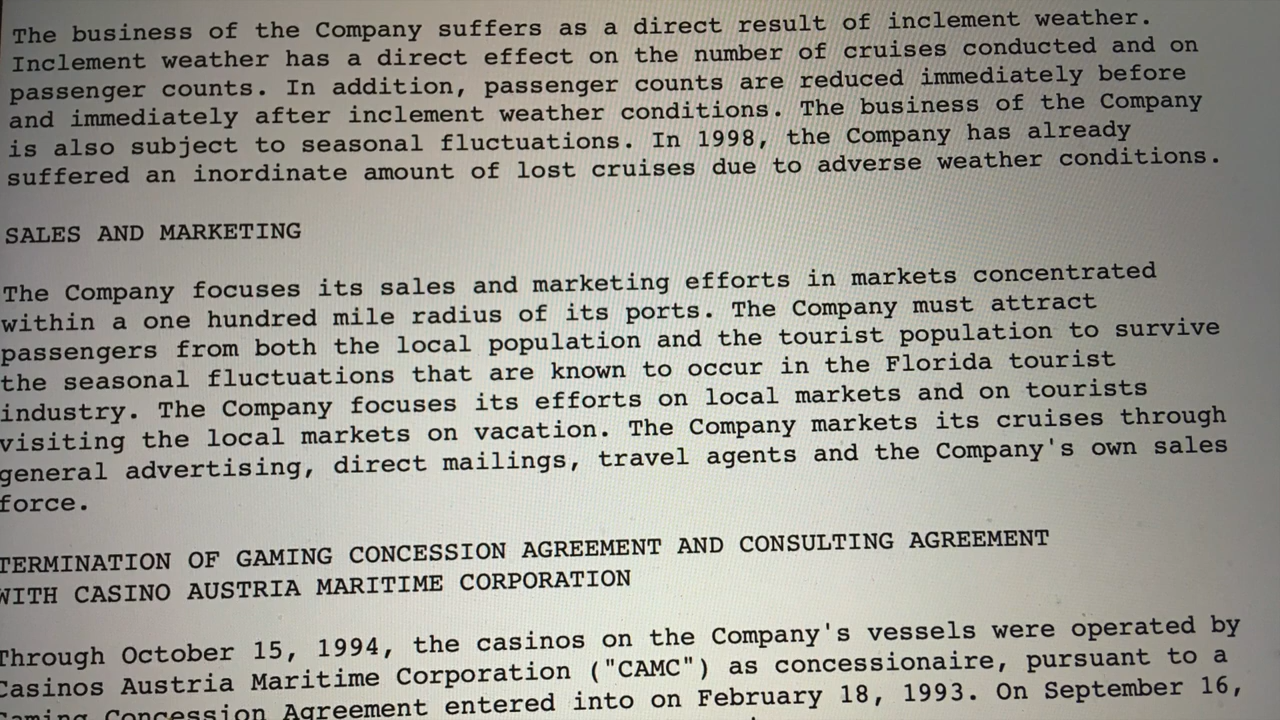 The business of the Company suffers as a direct result of inclement weather.
Inclement weather has a direct effect on the number of cruises conducted and on
passenger counts. In addition, passenger counts are reduced immediately before
and immediately after inclement weather conditions. The business of the Company
is also subject to seasonal fluctuations. In 1998, the Company has already
suffered an inordinate amount of lost cruises due to adverse weather conditions.
SALES AND MARKETING
The Company focuses its sales and marketing efforts in markets concentrated
within a one hundred mile radius of its ports. The Company must attract
passengers from both the local population and the tourist population to survive
the seasonal fluctuations that are known to occur in the Florida tourist
industry. The Company focuses its efforts on local markets and on tourists
visiting the local markets on vacation. The Company markets its cruises through
general advertising, direct mailings, travel agents and the Company's own sales
force.
TERMINATION OF GAMING CONCESSION AGREEMENT AND CONSULTING AGREEMENT
WITH CASINO AUSTRIA MARITIME CORPORATION
Through October 15, 1994, the casinos on the Company's vessels were operated by
Casinos Austria Maritime Corporation ("CAMC") as concessionaire, pursuant to a
Gaming Concession Agreement entered into on February 18, 1993. On September 16,